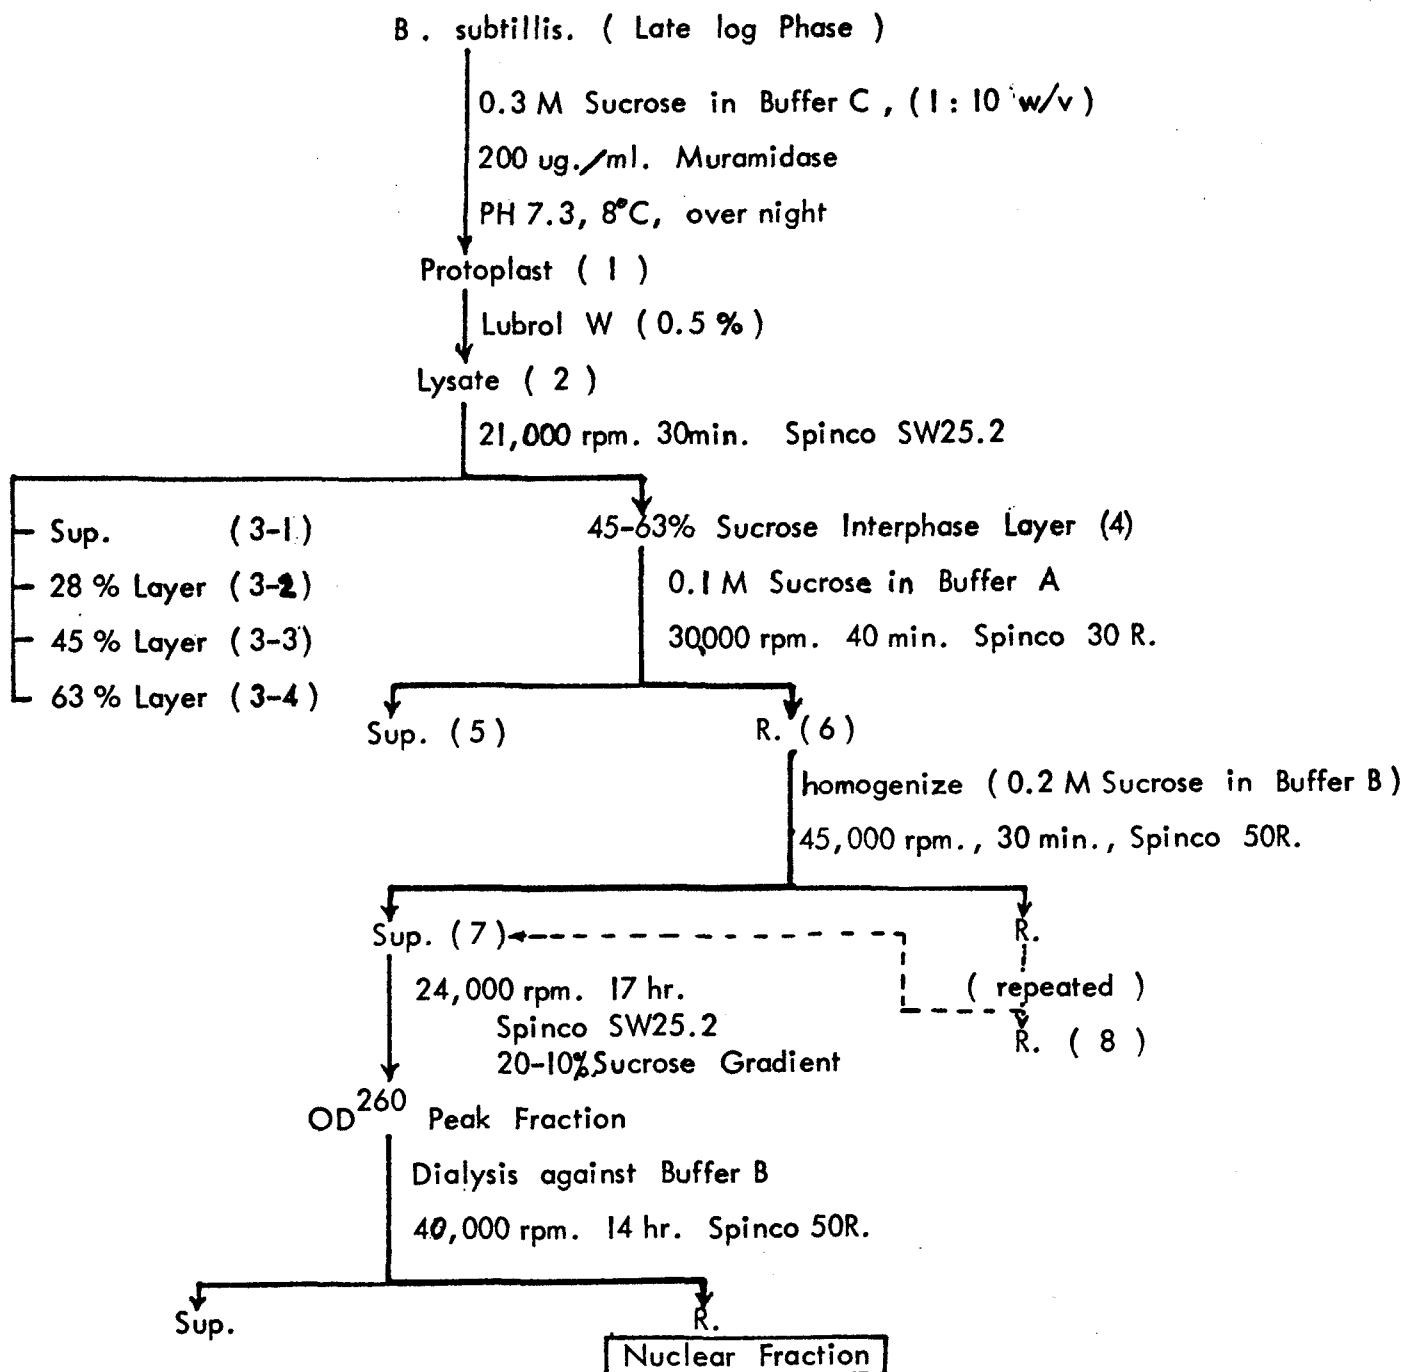 B. subtillis. ( Late log Phase )
0.3 M Sucrose in Buffer C, (1:10 w/v)
200 ug./ml. Muramidase
PH 7.3, 8°C, over night
Protoplast ( 1 )
Lubrol W ( 0.5 % )
Lysate ( 2 )
21,000 rpm. 30min. Spinco SW25.2
Sup. (3-1)
45-63% Sucrose Interphase Layer (4)
28 % Layer (3-2)
0.1 M Sucrose in Buffer A
45 % Layer (3-3)
30,000 rpm. 40 min. Spinco 30 R.
63 % Layer (3-4)
Sup. (5)
R. (6)
homogenize ( 0.2 M Sucrose in Buffer B )
45,000 rpm., 30 min., Spinco 50R.
Sup. (7)
R.
24,000 rpm. 17 hr.
( repeated )
Spinco SW25.2
R. ( 8 )
20-10% Sucrose Gradient
OD260 Peak Fraction
Dialysis against Buffer B
40,000 rpm. 14 hr. Spinco 50R.
Sup.
R.
Nuclear Fraction